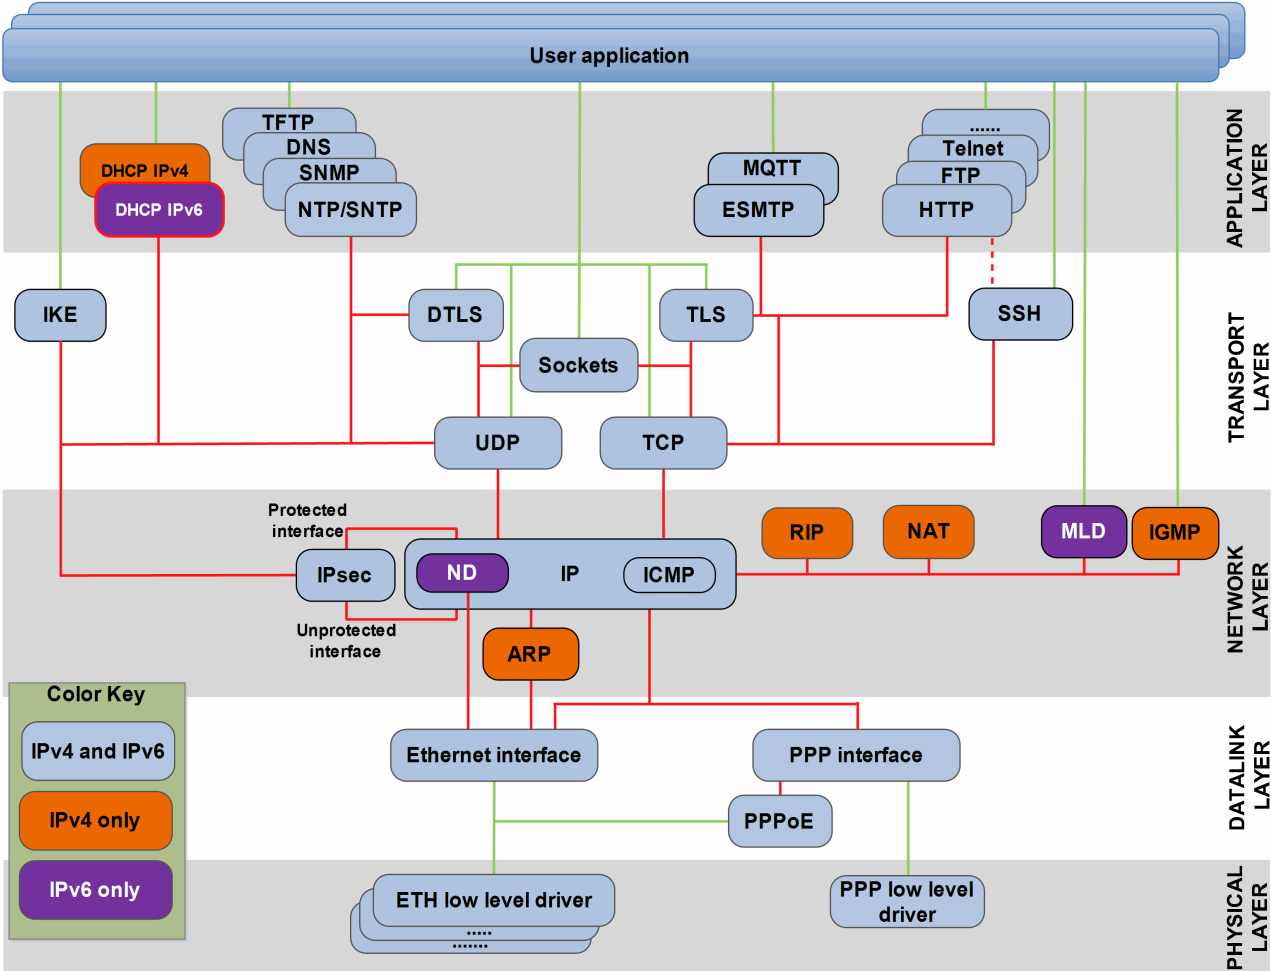 User application
TFTP
DNS
SNMP
NTP/SNTP
DHCP IPv4
DHCP IPv6
MQTT
ESMTP
......
Telnet
FTP
HTTP
APPLICATION
LAYER
IKE
DTLS
TLS
SSH
Sockets
UDP
TCP
TRANSPORT
LAYER
Protected
interface
IPsec
Unprotected
interface
ND
IP
ICMP
ARP
RIP
NAT
MLD
IGMP
NETWORK
LAYER
Color Key
IPv4 and IPv6
IPv4 only
IPv6 only
Ethernet interface
PPP interface
PPPoE
DATALINK
LAYER
ETH low level driver
.....
.......
PPP low level
driver
PHYSICAL
LAYER